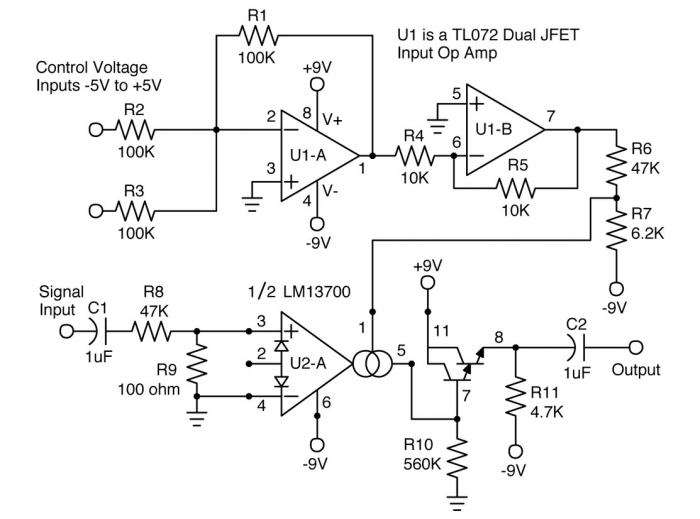 R1
100K
U1 is a TL072 Dual JFET
Input Op Amp
Control Voltage
Inputs -5V to +5V
+9V
R2
100K
2
8
V+
U1-A
1
3
4
V-
-9V
R3
100K
R4
10K
5
6
7
U1-B
R5
10K
R6
47K
R7
6.2K
-9V
Signal
Input
C1
1uF
R8
47K
R9
100 ohm
1/2 LM13700
3
2
4
U2-A
6
-9V
1
5
+9V
11
7
8
R10
560K
R11
4.7K
-9V
C2
1uF
Output